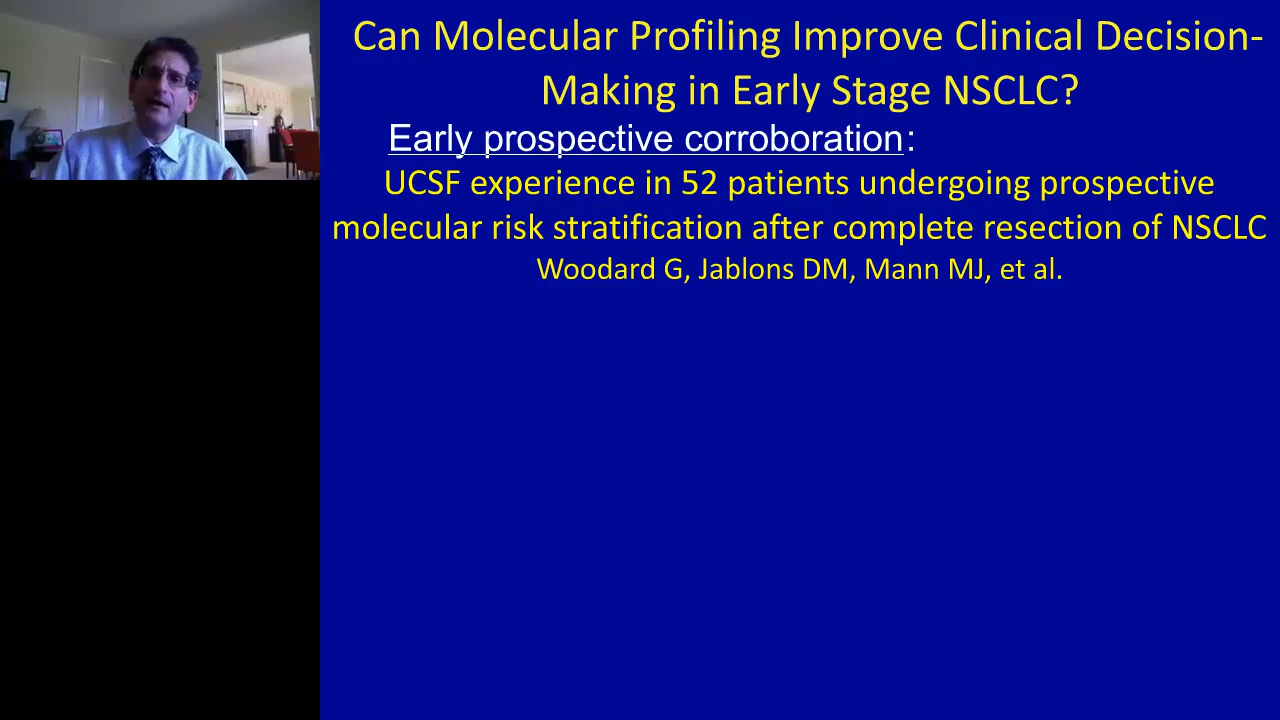 Can Molecular Profiling Improve Clinical Decision-
Making in Early Stage NSCLC?
Early prospective corroboration:
UCSF experience in 52 patients undergoing prospective
molecular risk stratification after complete resection of NSCLC
Woodard G, Jablons DM, Mann MJ, et al.